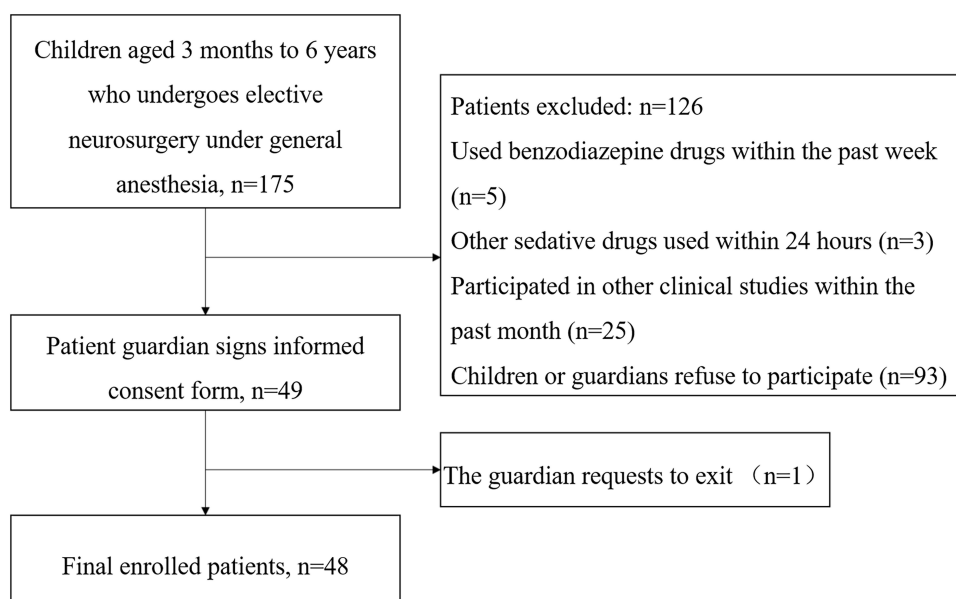 Children aged 3 months to 6 years
who undergoes elective
neurosurgery under general
anesthesia, n=175
Patients excluded: n=126
Used benzodiazepine drugs within the past week
(n=5)
Other sedative drugs used within 24 hours (n=3)
Participated in other clinical studies within the
past month (n=25)
Children or guardians refuse to participate (n=93)
Patient guardian signs informed
consent form, n=49
The guardian requests to exit （n=1）
Final enrolled patients, n=48